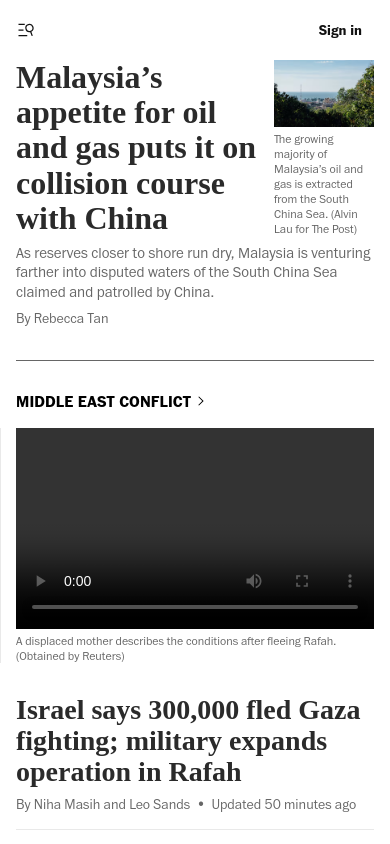 Sign in
Malaysia’s
appetite for oil
and gas puts it on
collision course
with China
The growing
majority of
Malaysia’s oil and
gas is extracted
from the South
China Sea. (Alvin
Lau for The Post)
As reserves closer to shore run dry, Malaysia is venturing
farther into disputed waters of the South China Sea
claimed and patrolled by China.
By Rebecca Tan
MIDDLE EAST CONFLICT
0:00
A displaced mother describes the conditions after fleeing Rafah.
(Obtained by Reuters)
Israel says 300,000 fled Gaza
fighting; military expands
operation in Rafah
By Niha Masih and Leo Sands • Updated 50 minutes ago